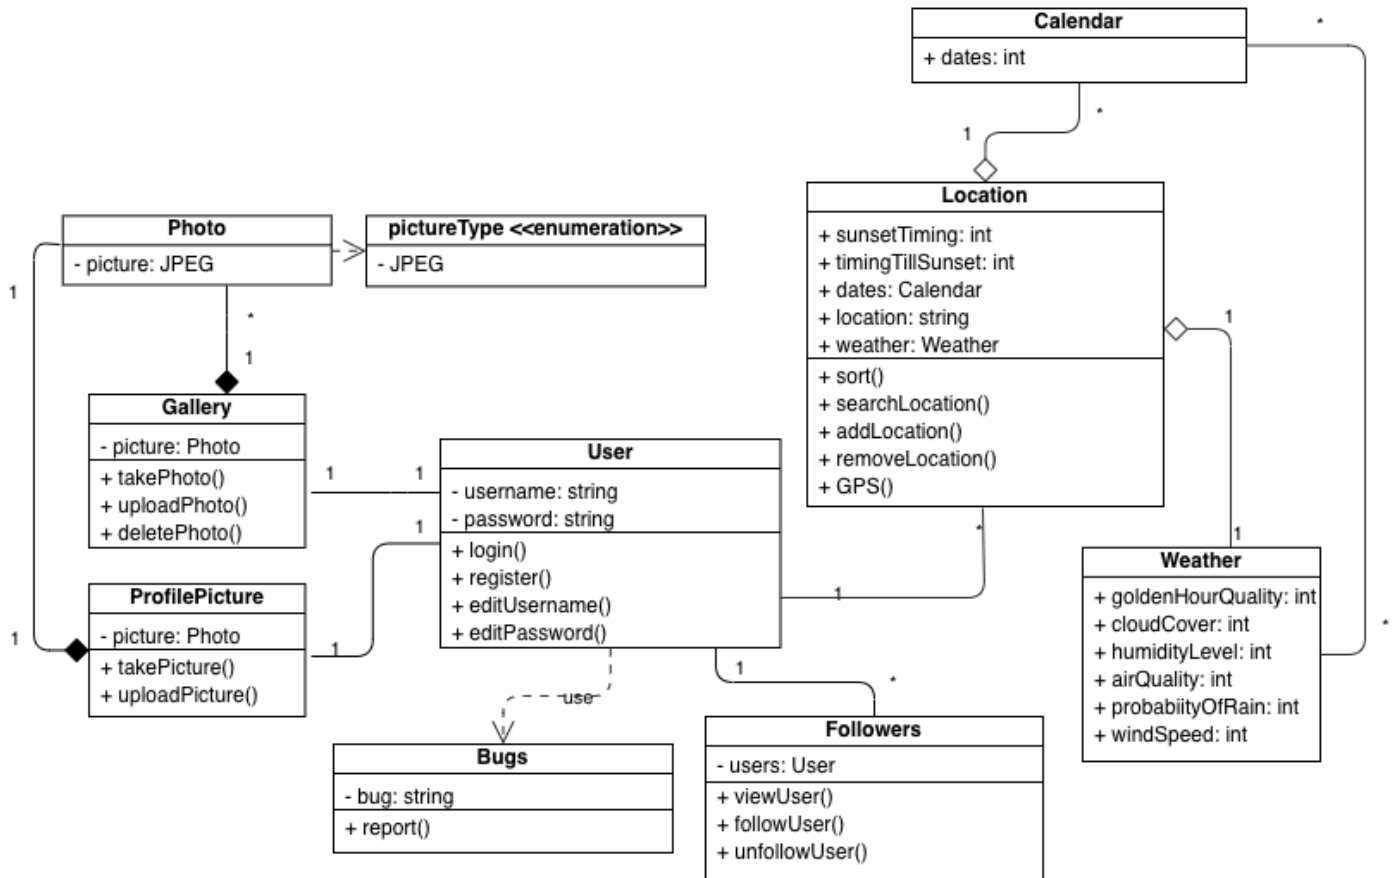 Calendar
+ dates: int
*
*
1
Location
+ sunsetTiming: int
+ timingTillSunset: int
+ dates: Calendar
+ location: string
+ weather: Weather
+ sort()
+ searchLocation()
+ addLocation()
+ removeLocation()
+ GPS()
Photo
- picture: JPEG
pictureType <<enumeration>>
- JPEG
1
*
1
Gallery
- picture: Photo
+ takePhoto()
+ uploadPhoto()
+ deletePhoto()
1
1
User
- username: string
- password: string
+ login()
+ register()
+ editUsername()
+ editPassword()
1
1
1
ProfilePicture
- picture: Photo
+ takePicture()
+ uploadPicture()
*
1
1
1
Weather
+ goldenHourQuality: int
+ cloudCover: int
+ humidityLevel: int
+ airQuality: int
+ probabiityOfRain: int
+ windSpeed: int
*
use
Bugs
- bug: string
+ report()
1
*
Followers
- users: User
+ viewUser()
+ followUser()
+ unfollowUser()